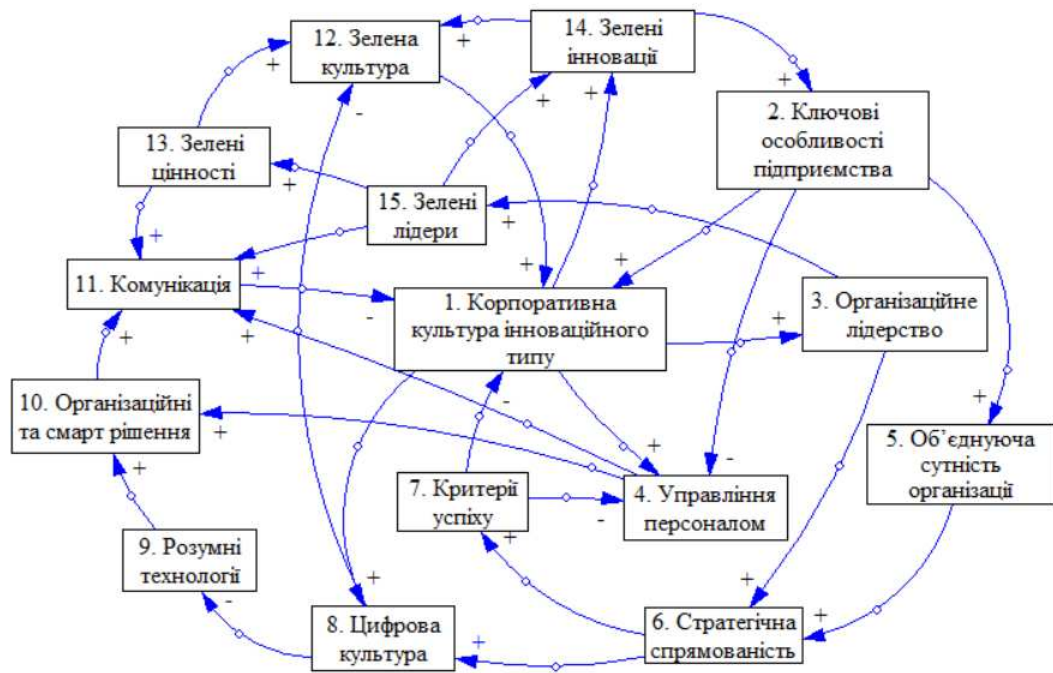 12. Зелена
культура
14. Зелені
інновації
2. Ключові
особливості
підприємства
13. Зелені
цінності
15. Зелені
лідери
11. Комунікація
1. Корпоративна
культура інноваційного
типу
3. Організаційне
лідерство
10. Організаційні
та смарт рішення
5. Об’єднуюча
сутність
організації
7. Критерії
успіху
4. Управління
персоналом
9. Розумні
технології
8. Цифрова
культура
6. Стратегічна
спрямованість